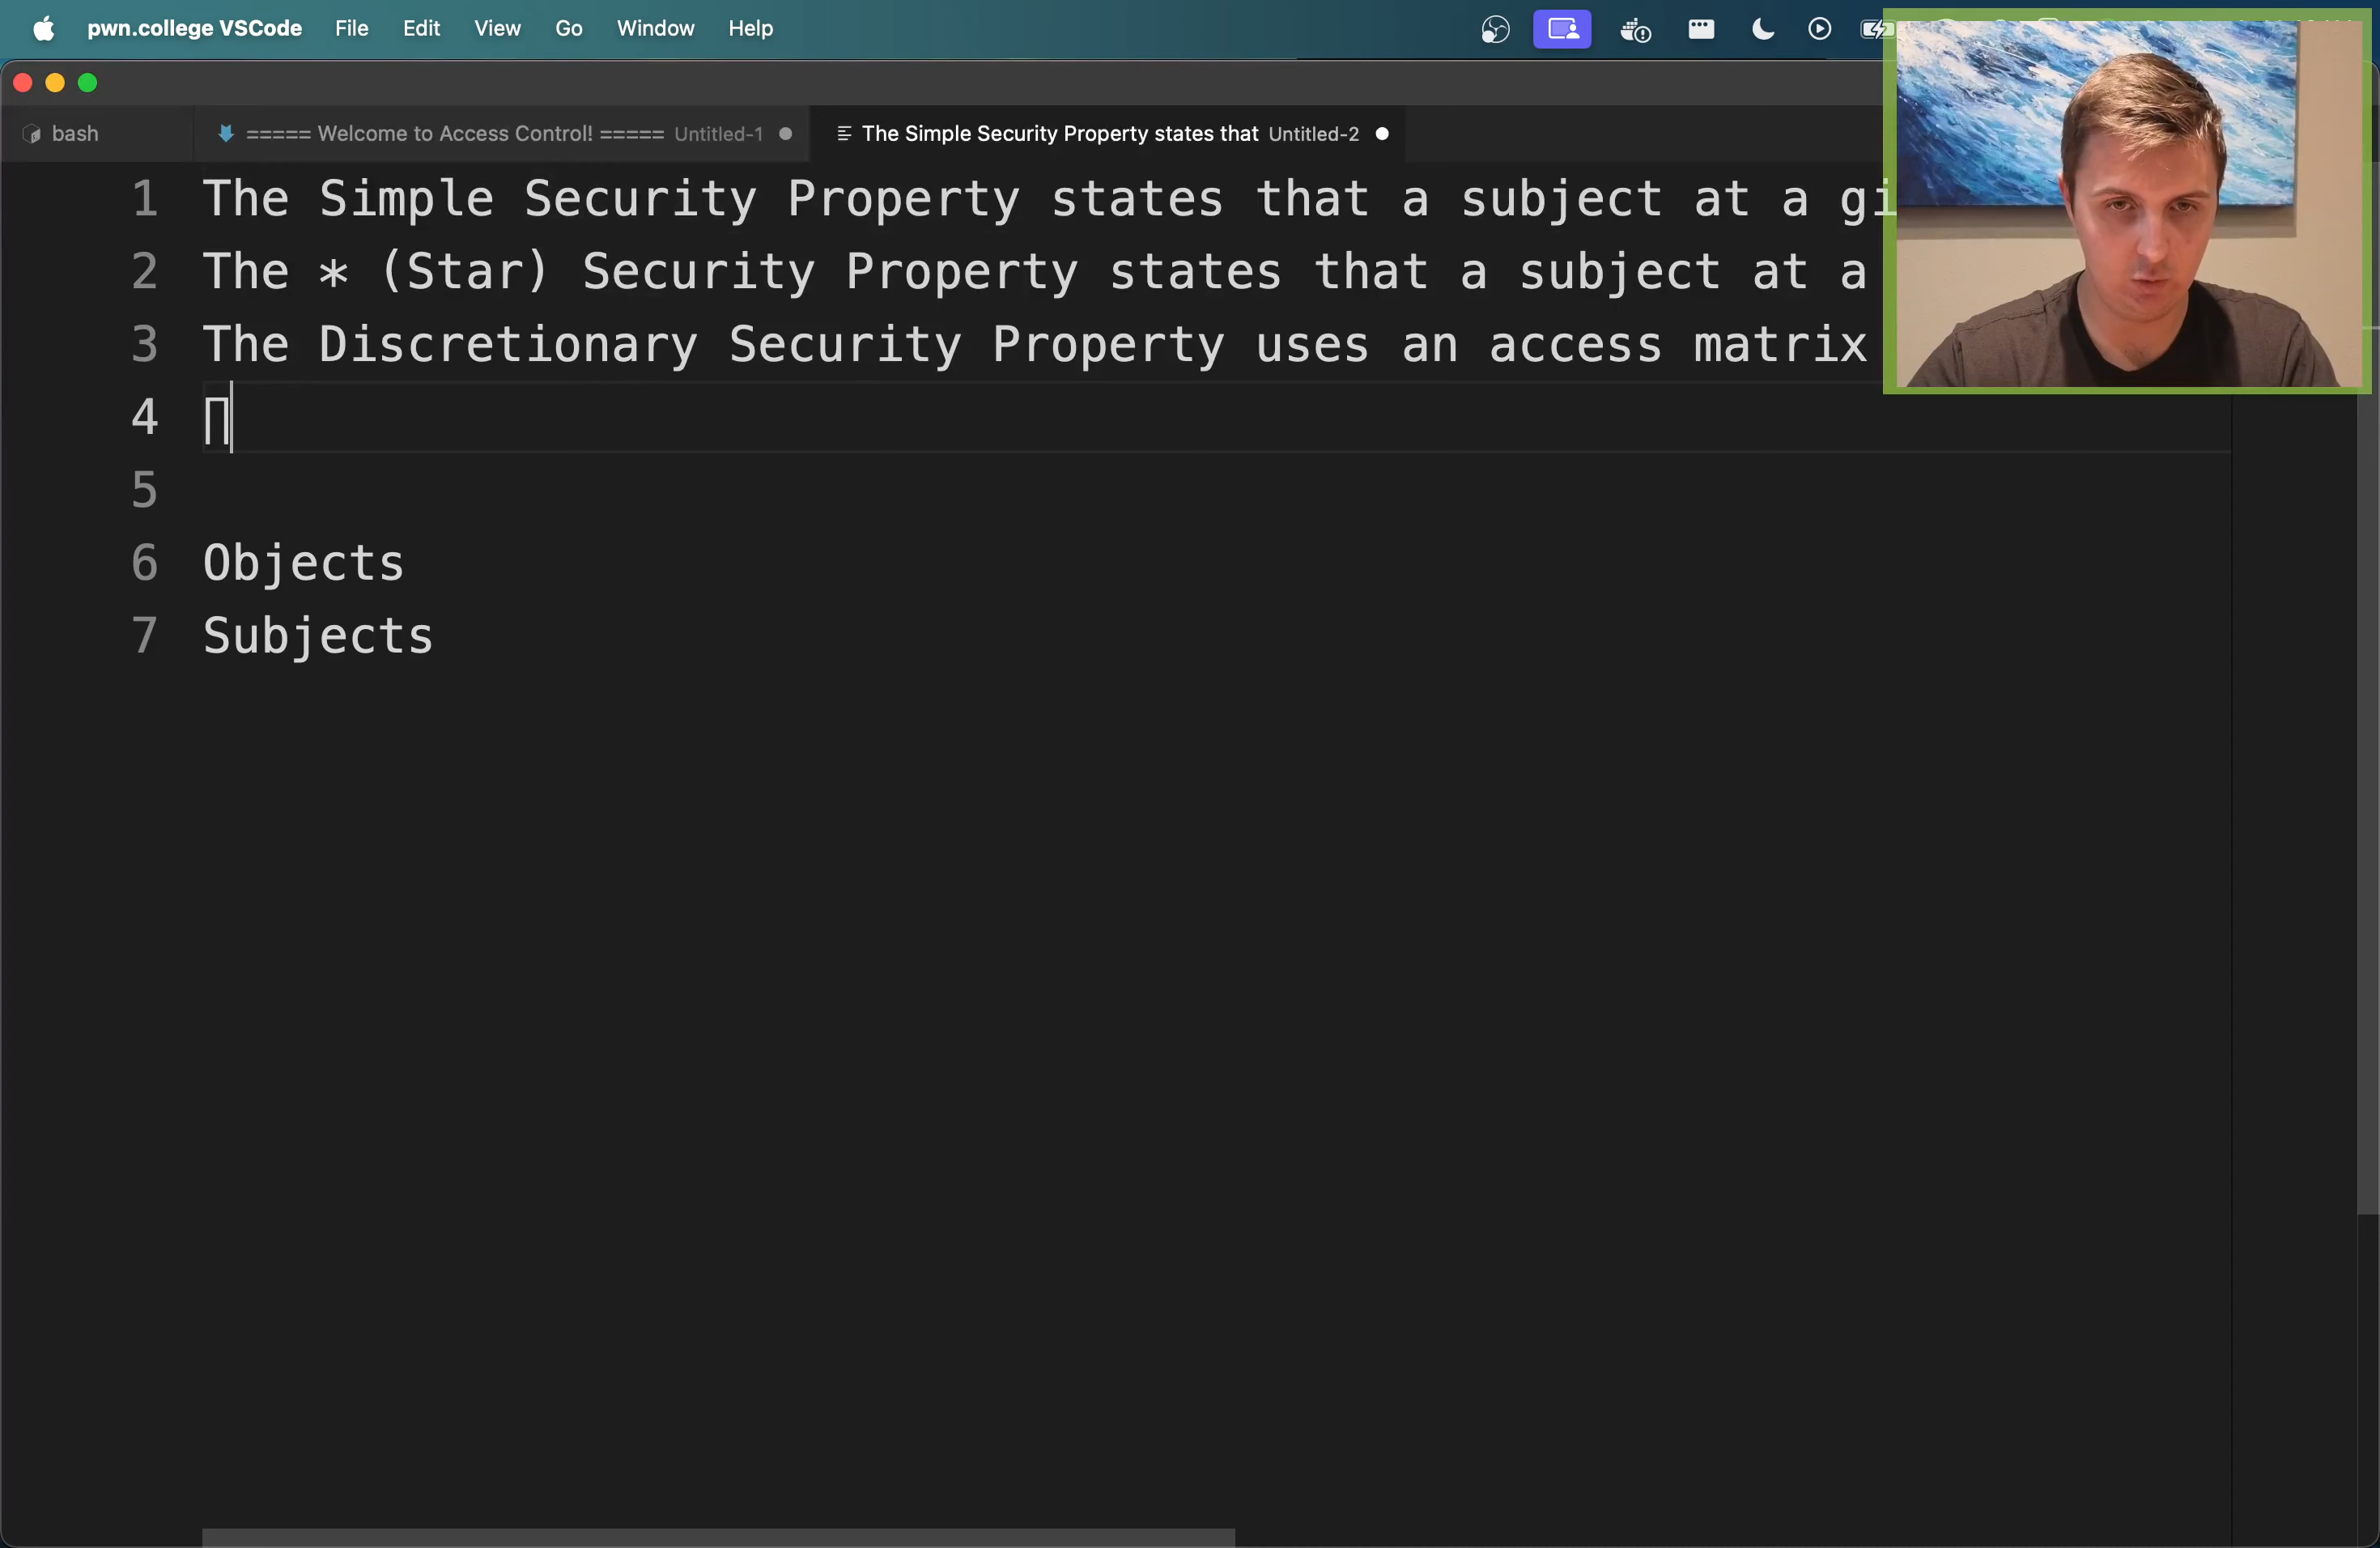 pwn.college VSCode File Edit View Go Window Help
bash ===== Welcome to Access Control! ===== Untitled-1 The Simple Security Property states that Untitled-2
1 The Simple Security Property states that a subject at a gi
2 The * (Star) Security Property states that a subject at a
3 The Discretionary Security Property uses an access matrix
4 ∏
5
6 Objects
7 Subjects